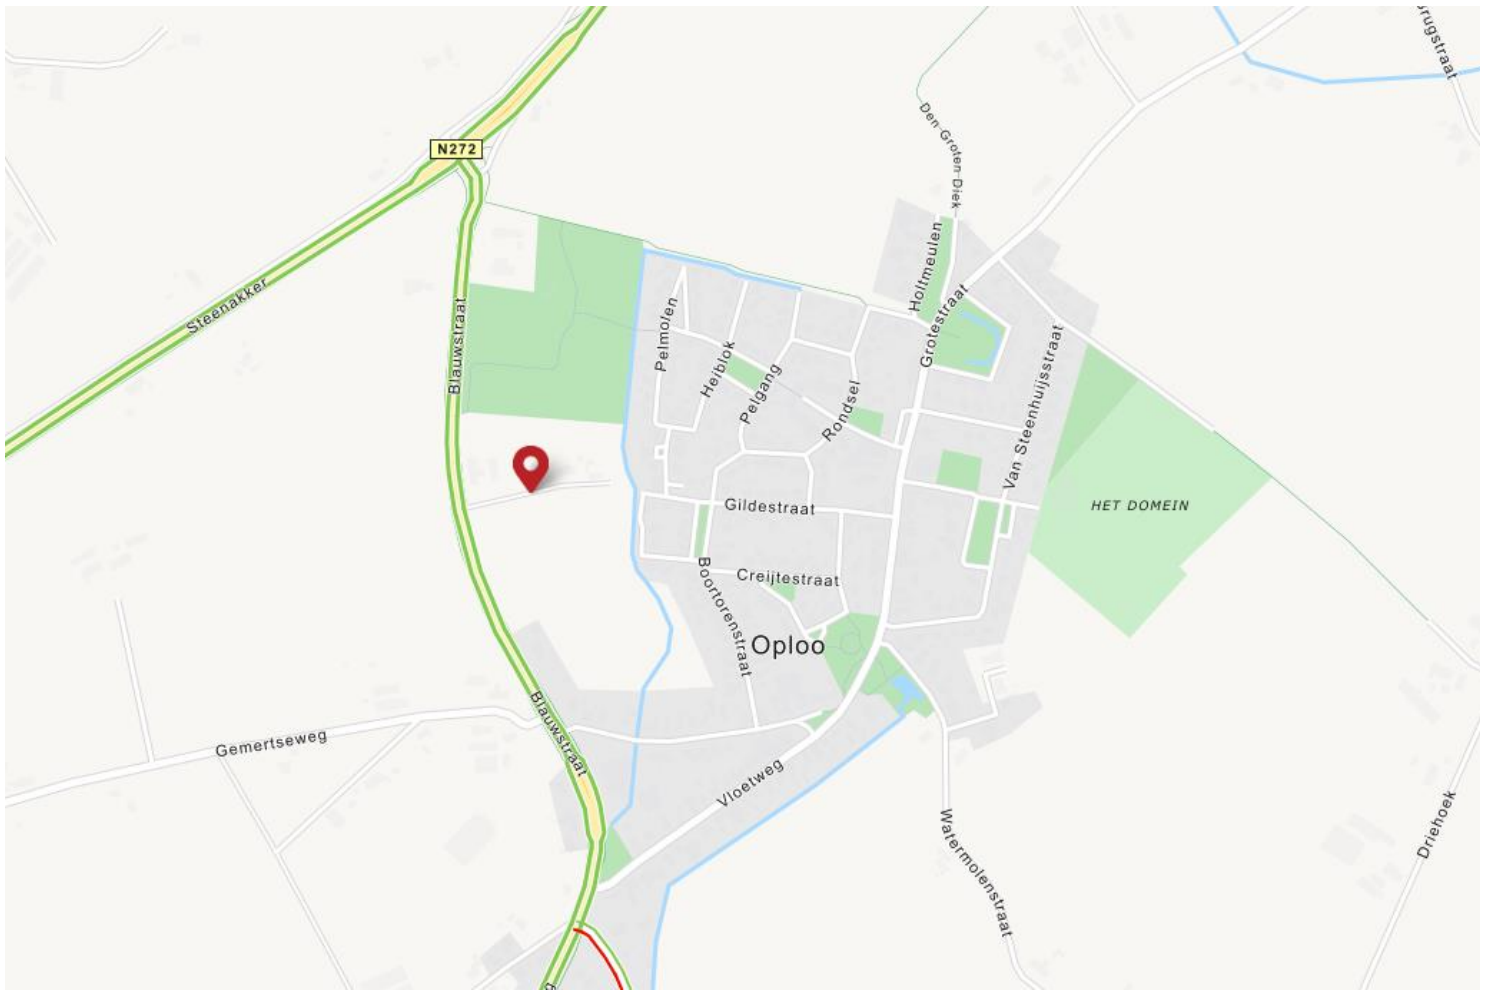 Brugstraat
N272
Den Groten Diek
Holtmeulen
Steenakker
Blauwstraat
Pelmolen
Heiblok
Pelgang
Rondsel
Grotestraat
Van Steenhuijsstraat
Gildestraat
HET DOMEIN
Creijtestraat
Boortorenstraat
Oploo
Blauwstraat
Gemertseweg
Vloetweg
Watermolenstraat
Driehoek